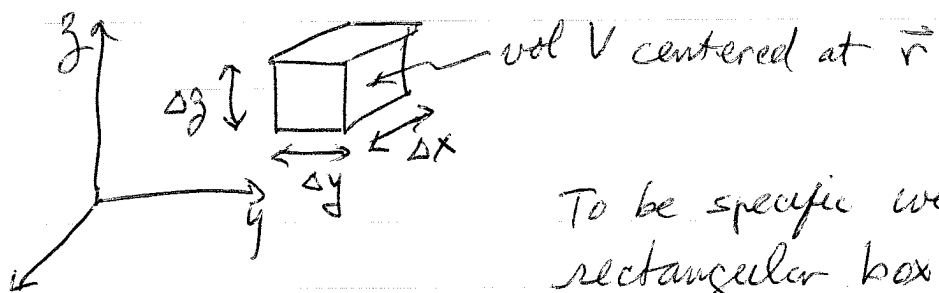 z
vol V centered at r⃗
Δz
Δx
Δy
y
To be specific we
rectangular box